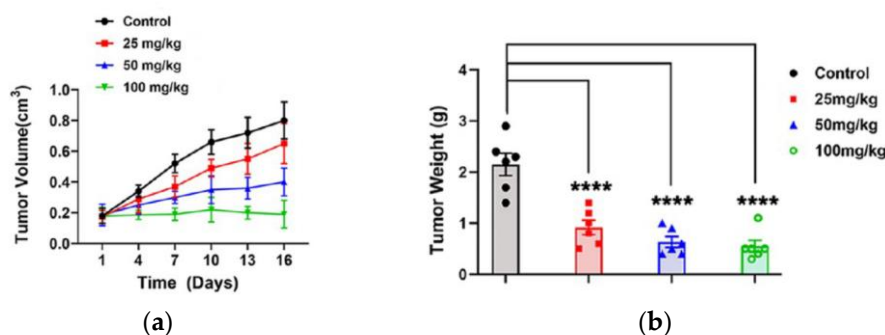 Control
25 mg/kg
50 mg/kg
100 mg/kg
Tumor Volume(cm³)
1.0
0.8
0.6
0.4
0.2
0.0
1 4 7 10 13 16
Time (Days)
(a)
Tumor Weight (g)
4
3
2
1
0
**** **** ****
Control
25mg/kg
50mg/kg
100mg/kg
(b)